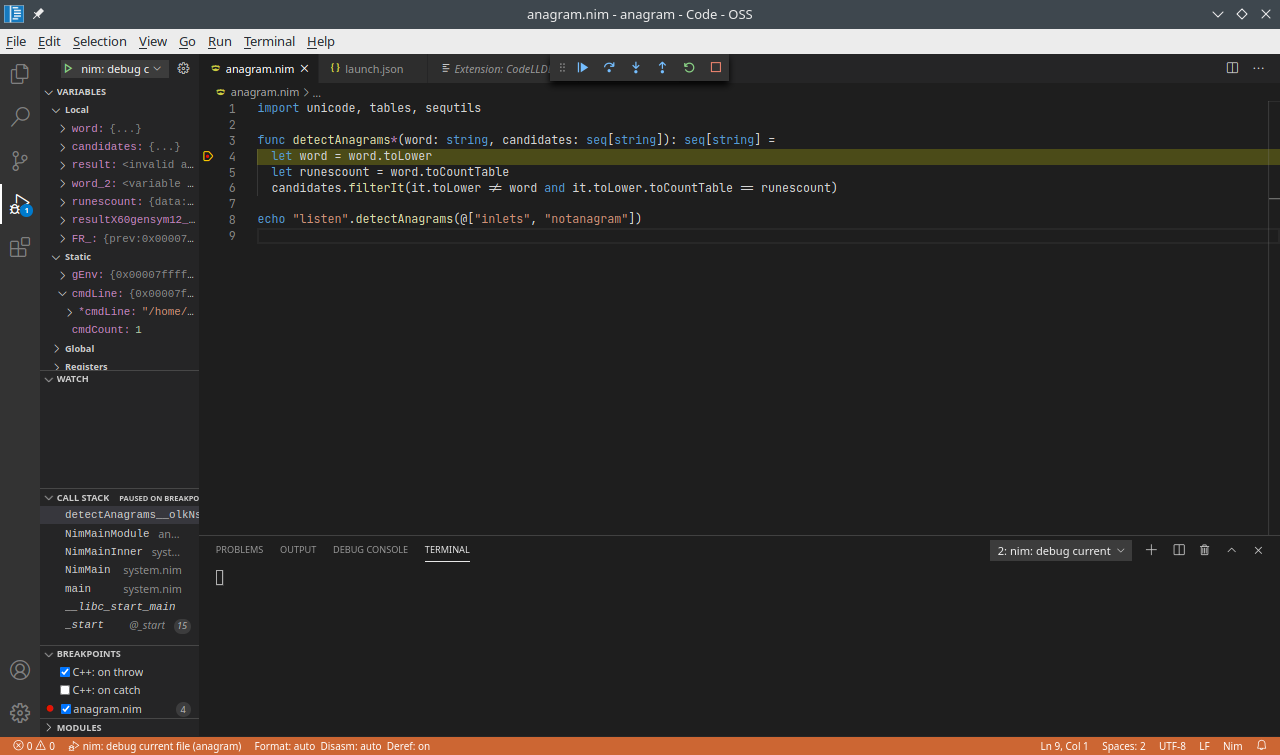 anagram.nim - anagram - Code - OSS
File Edit Selection View Go Run Terminal Help
nim: debug c
anagram.nim
launch.json
Extension: CodeLLDB
VARIABLES
Local
word: {...}
candidates: {...}
result: <invalid a…
word_2: <variable …
runescount: {data:…
resultX60gensym12_…
FR_: {prev:0x00007…
Static
gEnv: {0x00007ffff…
cmdLine: {0x00007f…
*cmdLine: "/home/…
cmdCount: 1
Global
Registers
WATCH
CALL STACK PAUSED ON BREAKPO
detectAnagrams__olkNs
NimMainModule an…
NimMainInner syst…
NimMain system.nim
main system.nim
__libc_start_main
_start @_start 15
BREAKPOINTS
C++: on throw
C++: on catch
anagram.nim 4
MODULES
anagram.nim > ...
1 import unicode, tables, sequtils
2
3 func detectAnagrams*(word: string, candidates: seq[string]): seq[string] =
4 let word = word.toLower
5 let runescount = word.toCountTable
6 candidates.filterIt(it.toLower != word and it.toLower.toCountTable == runescount)
7
8 echo "listen".detectAnagrams(@["inlets", "notanagram"])
9
PROBLEMS OUTPUT DEBUG CONSOLE TERMINAL
2: nim: debug current
0 0 nim: debug current file (anagram) Format: auto Disasm: auto Deref: on Ln 9, Col 1 Spaces: 2 UTF-8 LF Nim
1